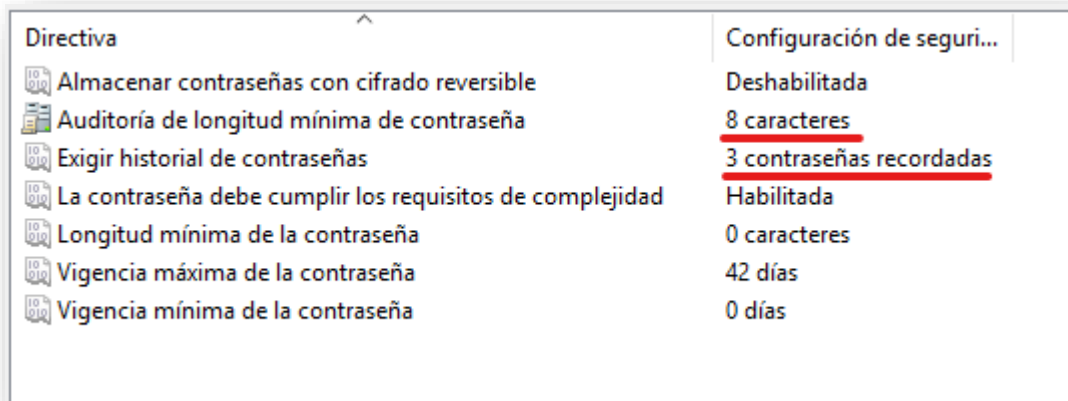 Directiva Configuración de seguri...
Almacenar contraseñas con cifrado reversible Deshabilitada
Auditoría de longitud mínima de contraseña 8 caracteres
Exigir historial de contraseñas 3 contraseñas recordadas
La contraseña debe cumplir los requisitos de complejidad Habilitada
Longitud mínima de la contraseña 0 caracteres
Vigencia máxima de la contraseña 42 días
Vigencia mínima de la contraseña 0 días